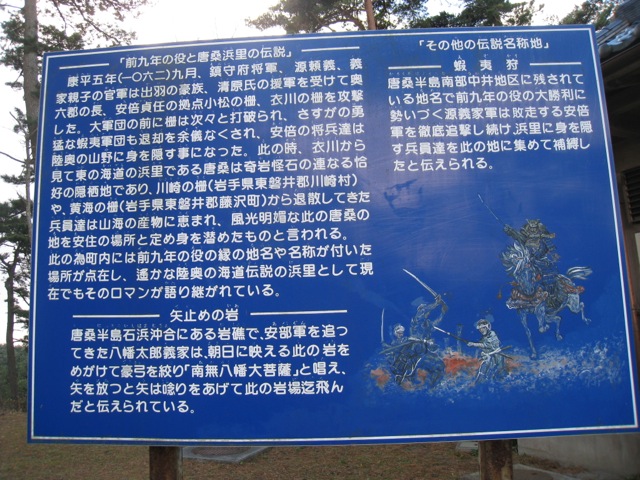 「前九年の役と唐桑浜里の伝説」
康平五年(一〇六二)九月、鎮守府将軍、源頼義、義
家親子の官軍は出羽の豪族、清原氏の援軍を受けて奥
六郡の長、安倍貞任の拠点小松の柵、衣川の柵を攻撃
した。大軍団の前に柵は次々と打破られ、さすがの勇
猛な蝦夷軍団も退却を余儀なくされ、安倍の将兵達は
陸奥の山野に身を隠す事になった。此の時、衣川から
見て東の海道の浜里である唐桑は奇岩怪石の連なる恰
好の隠栖地であり、川崎の柵(岩手県東磐井郡川崎村)
や、黄海の柵(岩手県東磐井郡藤沢町)から退散してきた
兵員達は山海の産物に恵まれ、風光明媚な此の唐桑の
地を安住の場所と定め身を潜めたものと言われる。
此の為町内には前九年の役の縁の地名や名称が付いた
場所が点在し、遙かな陸奥の海道伝説の浜里として現
在でもそのロマンが語り継がれている。
矢止めの岩
唐桑半島石浜沖合にある岩礁で、安部軍を追っ
てきた八幡太郎義家は、朝日に映える此の岩を
めがけて豪弓を絞り「南無八幡大菩薩」と唱え、
矢を放つと矢は唸りをあげて此の岩場迄飛ん
だと伝えられている。
「その他の伝説名称地」
蝦夷狩
唐桑半島南部中井地区に残されて
いる地名で前九年の役の大勝利に
勢いづく源義家軍は敗走する安倍
軍を徹底追撃し続け浜里に身を隠
す兵員達を此の地に集めて補縛し
たと伝えられる。